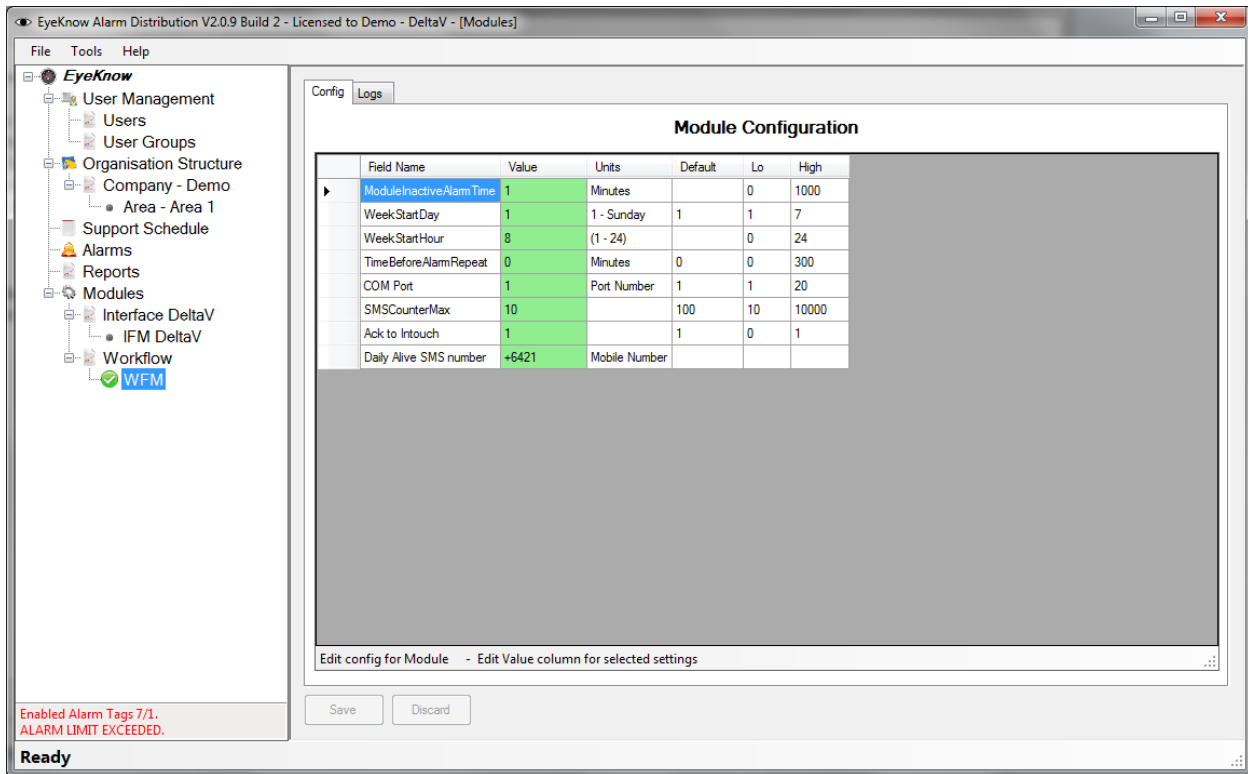 EyeKnow Alarm Distribution V2.0.9 Build 2 - Licensed to Demo - DeltaV - [Modules]
File Tools Help
EyeKnow
User Management
Users
User Groups
Organisation Structure
Company - Demo
Area - Area 1
Support Schedule
Alarms
Reports
Modules
Interface DeltaV
IFM DeltaV
Workflow
WFM
Enabled Alarm Tags 7/1.
ALARM LIMIT EXCEEDED.
Config Logs
Module Configuration
Field Name Value Units Default Lo High
ModuleInactiveAlarmTime 1 Minutes 0 1000
WeekStartDay 1 1 - Sunday 1 1 7
WeekStartHour 8 (1 - 24) 0 24
TimeBeforeAlarmRepeat 0 Minutes 0 0 300
COM Port 1 Port Number 1 1 20
SMSCounterMax 10 100 10 10000
Ack to Intouch 1 1 0 1
Daily Alive SMS number +6421 Mobile Number
Edit config for Module - Edit Value column for selected settings
Save Discard
Ready